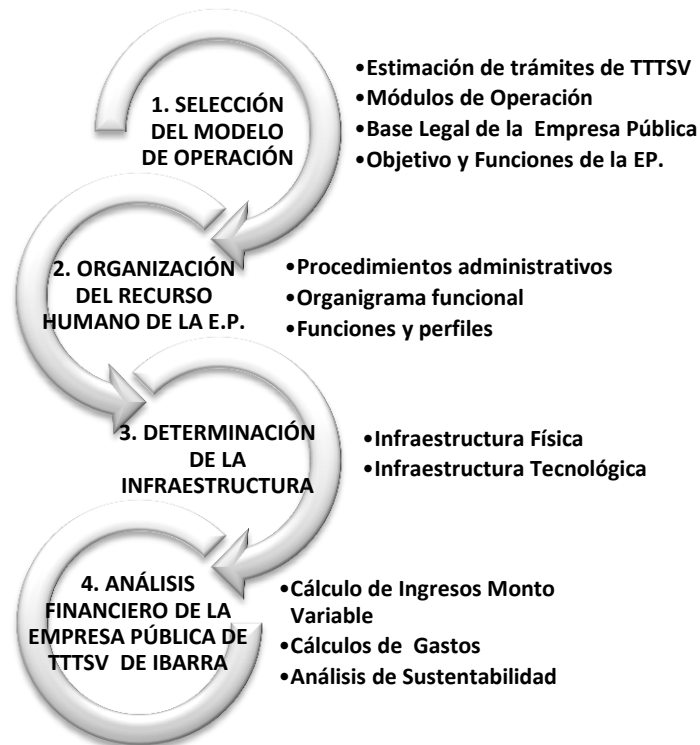 1. SELECCIÓN
DEL MODELO
DE OPERACIÓN
•Estimación de trámites de TTTSV
•Módulos de Operación
•Base Legal de la Empresa Pública
•Objetivo y Funciones de la EP.
2. ORGANIZACIÓN
DEL RECURSO
HUMANO DE LA E.P.
•Procedimientos administrativos
•Organigrama funcional
•Funciones y perfiles
3. DETERMINACIÓN
DE LA
INFRAESTRUCTURA
•Infraestructura Física
•Infraestructura Tecnológica
4. ANÁLISIS
FINANCIERO DE LA
EMPRESA PÚBLICA DE
TTTSV DE IBARRA
•Cálculo de Ingresos Monto
Variable
•Cálculos de Gastos
•Análisis de Sustentabilidad